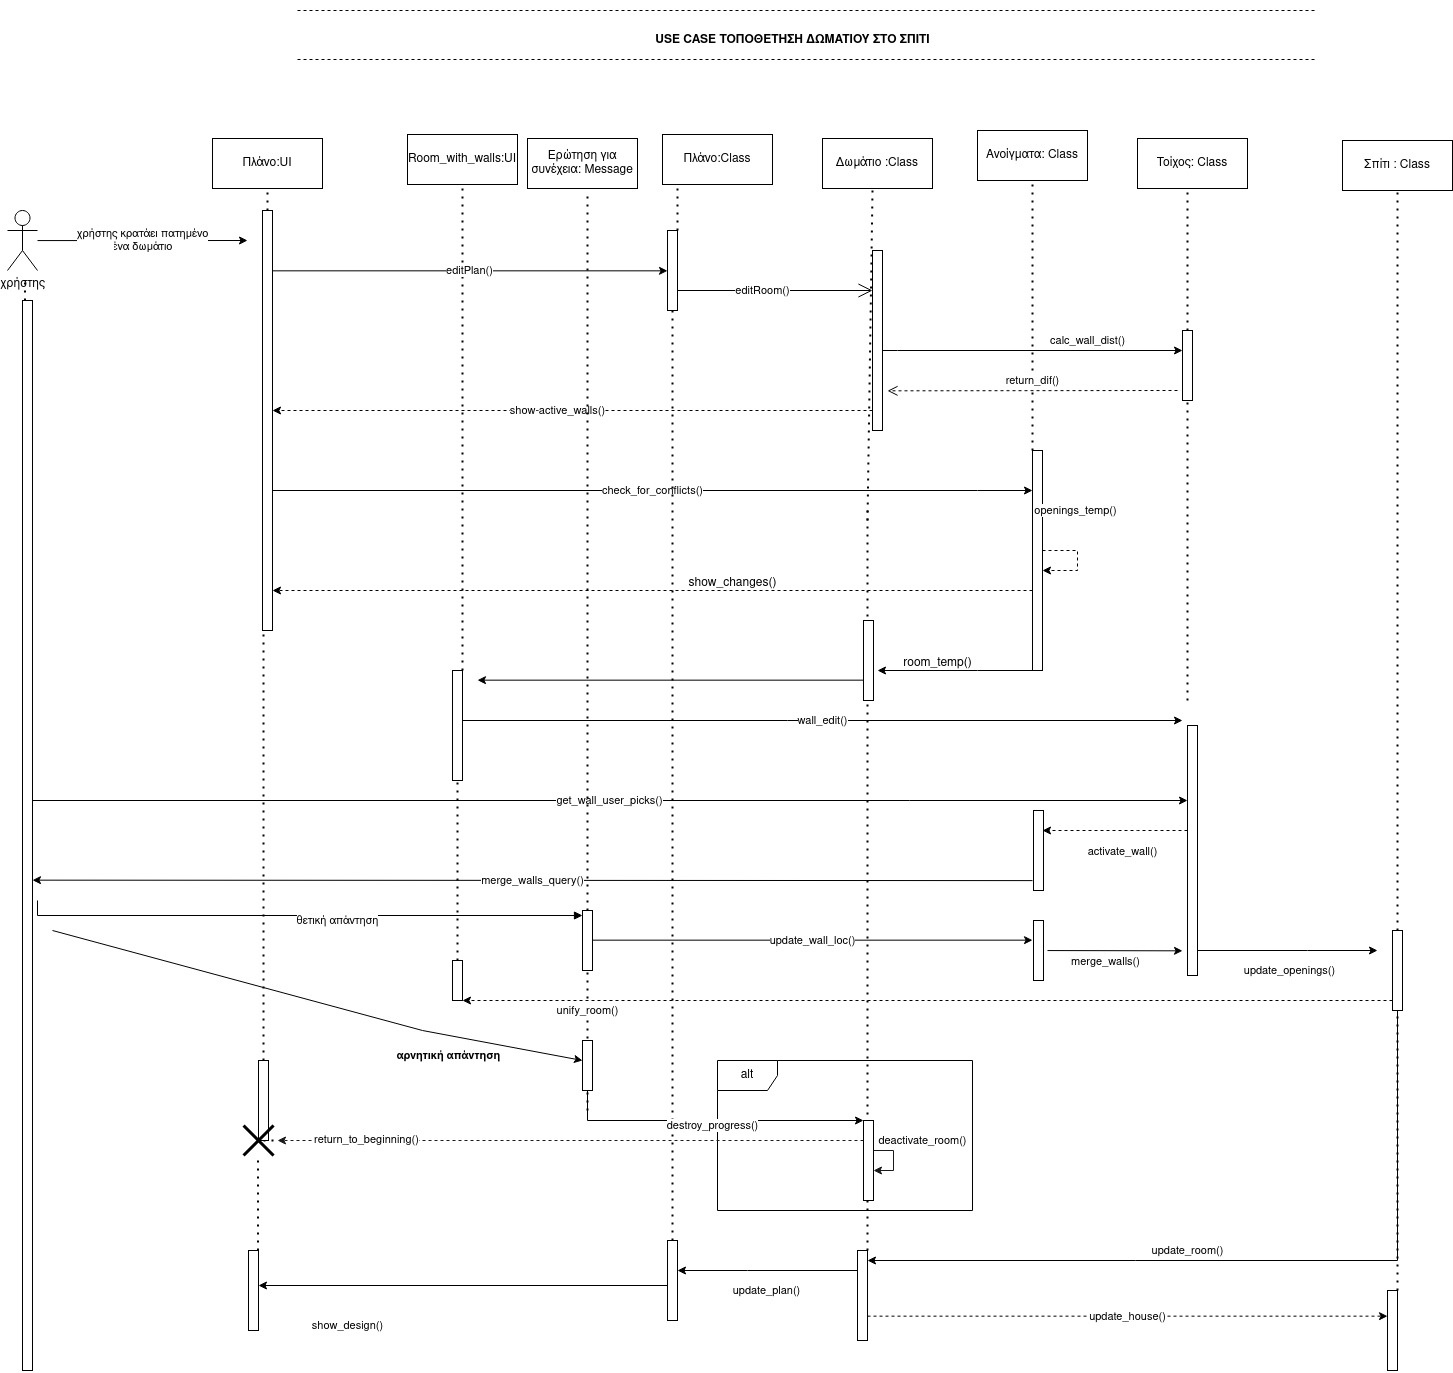 USE CASE ΤΟΠΟΘΕΤΗΣΗ ΔΩΜΑΤΙΟΥ ΣΤΟ ΣΠΙΤΙ
Πλάνο:UI
Room_with_walls:UI
Ερώτηση για
συνέχεια: Message
Πλάνο:Class
Δωμάτιο :Class
Ανοίγματα: Class
Τοίχος: Class
Σπίτι : Class
χρήστης κρατάει πατημένο
ένα δωμάτιο
χρήστης
editPlan()
editRoom()
calc_wall_dist()
return_dif()
show-active_walls()
check_for_conflicts()
openings_temp()
show_changes()
room_temp()
wall_edit()
get_wall_user_picks()
activate_wall()
merge_walls_query()
θετική απάντηση
update_wall_loc()
merge_walls()
update_openings()
unify_room()
αρνητική απάντηση
alt
destroy_progress()
return_to_beginning()
deactivate_room()
update_room()
update_plan()
update_house()
show_design()